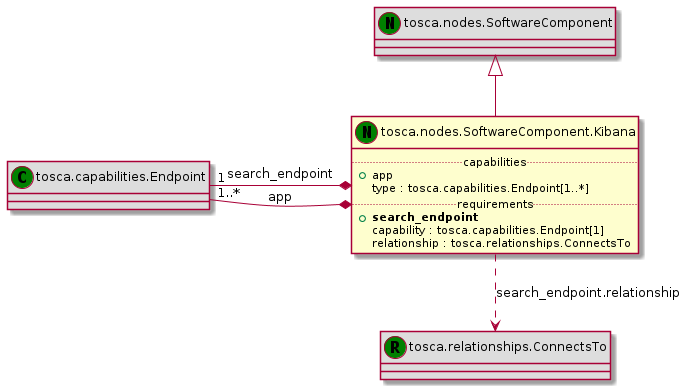 N tosca.nodes.SoftwareComponent
N tosca.nodes.SoftwareComponent.Kibana
capabilities
app
type : tosca.capabilities.Endpoint[1..*]
requirements
search_endpoint
capability : tosca.capabilities.Endpoint[1]
relationship : tosca.relationships.ConnectsTo
C tosca.capabilities.Endpoint
1 search_endpoint
1..* app
search_endpoint.relationship
R tosca.relationships.ConnectsTo